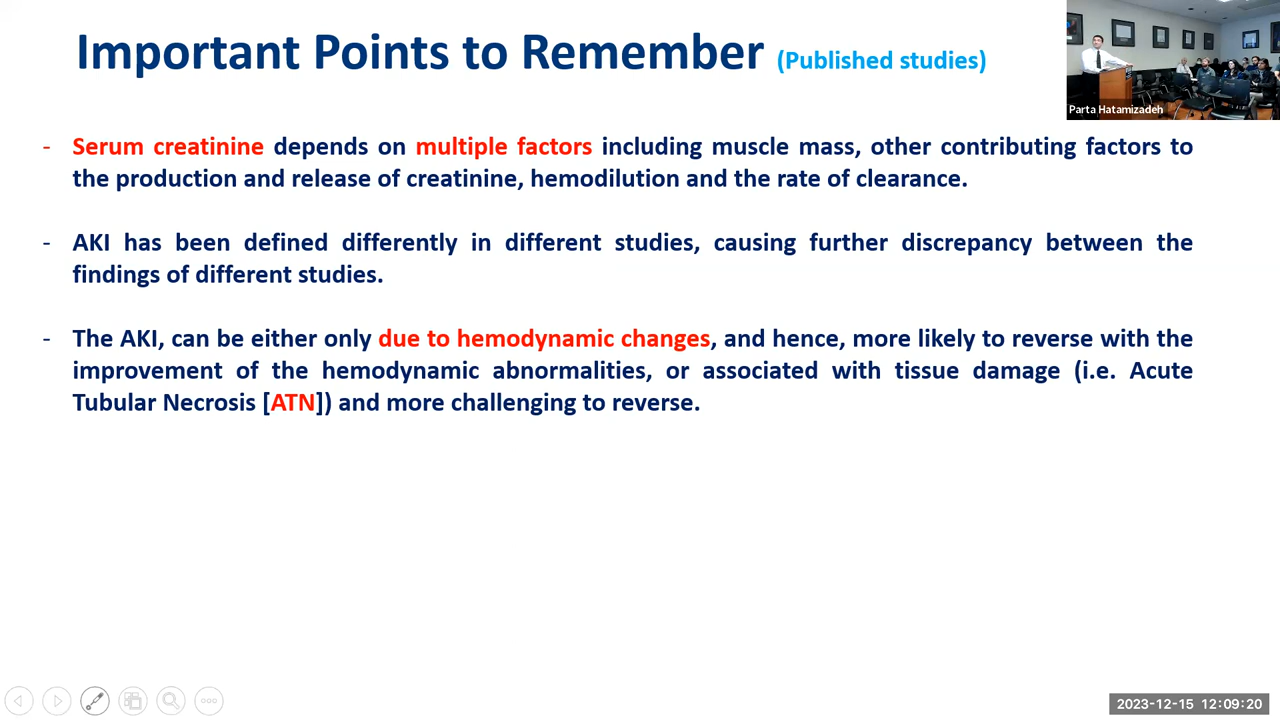 Important Points to Remember (Published studies)
Parta Hatamizadeh
- Serum creatinine depends on multiple factors including muscle mass, other contributing factors to
the production and release of creatinine, hemodilution and the rate of clearance.
- AKI has been defined differently in different studies, causing further discrepancy between the
findings of different studies.
- The AKI, can be either only due to hemodynamic changes, and hence, more likely to reverse with the
improvement of the hemodynamic abnormalities, or associated with tissue damage (i.e. Acute
Tubular Necrosis [ATN]) and more challenging to reverse.
2023-12-15 12:09:20